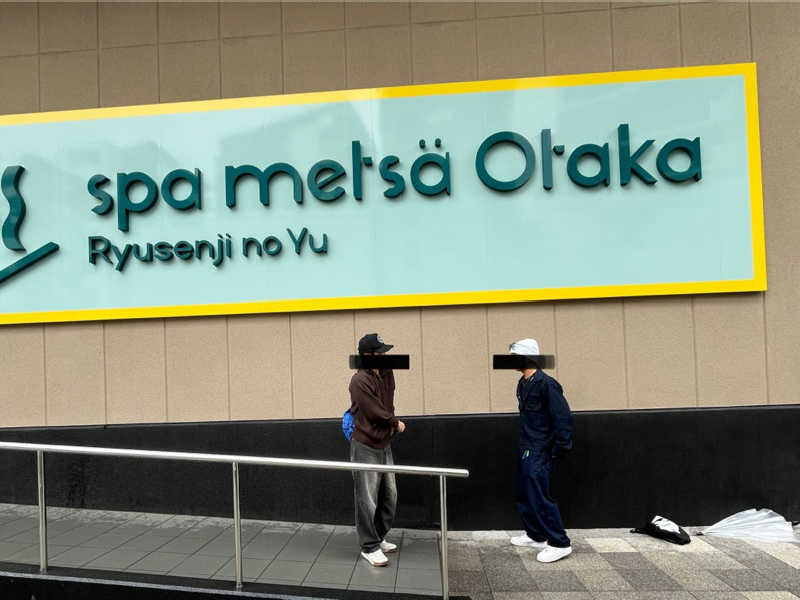 spa metsä Otaka
Ryusenji no Yu